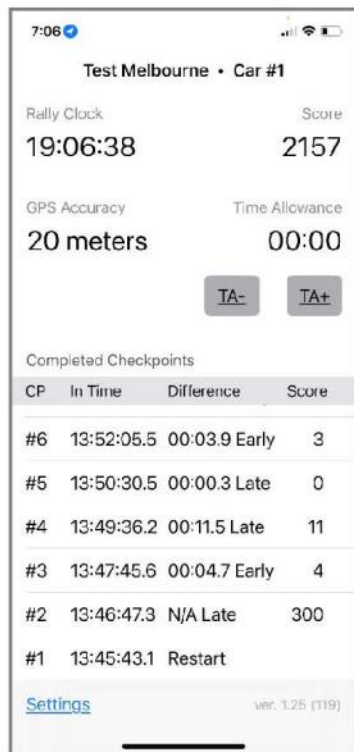 7:06
Test Melbourne • Car #1
Rally Clock Score
19:06:38 2157
GPS Accuracy Time Allowance
20 meters 00:00
TA- TA+
Completed Checkpoints
CP In Time Difference Score
#6 13:52:05.5 00:03.9 Early 3
#5 13:50:30.5 00:00.3 Late 0
#4 13:49:36.2 00:11.5 Late 11
#3 13:47:45.6 00:04.7 Early 4
#2 13:46:47.3 N/A Late 300
#1 13:45:43.1 Restart
Settings ver. 1.25 (119)